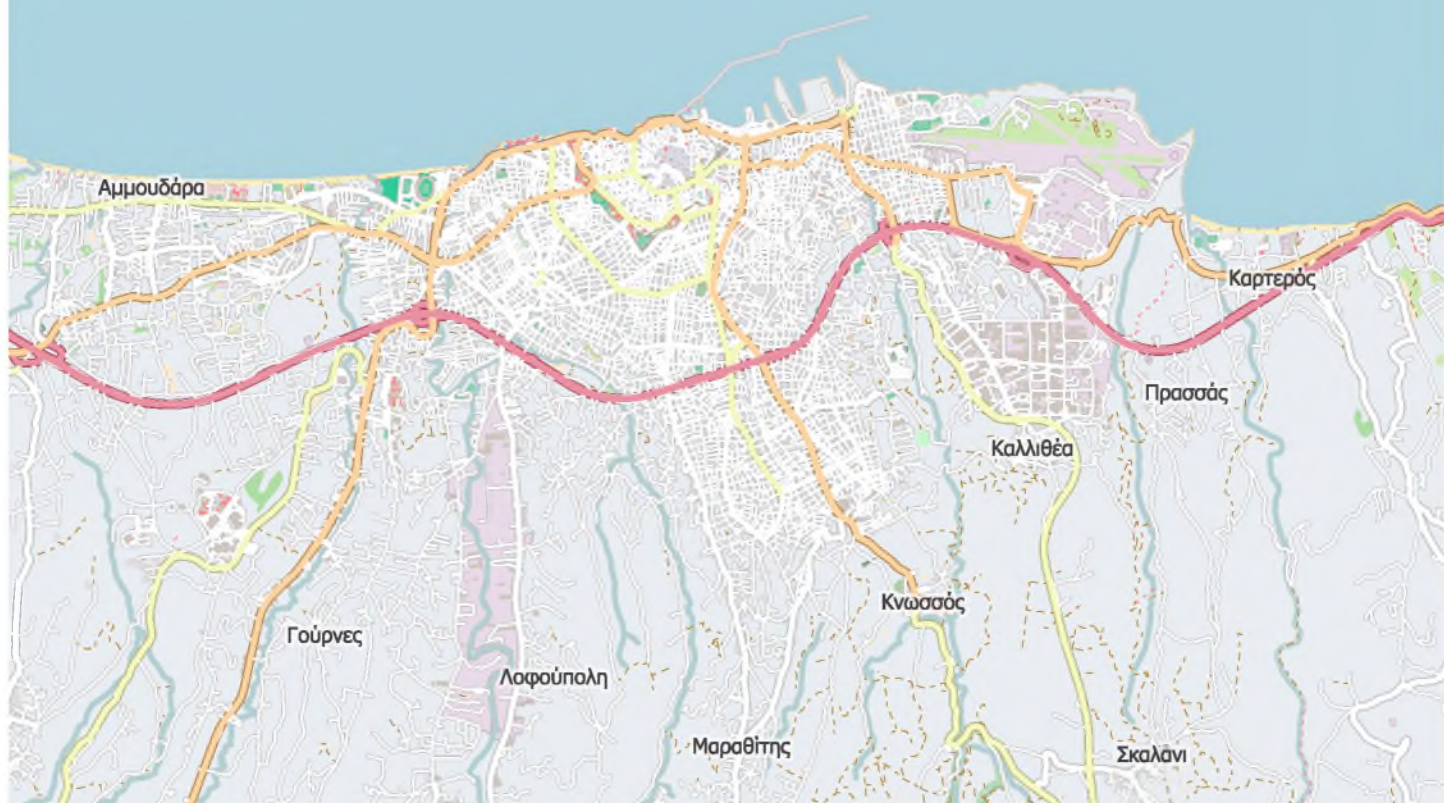 Αμμουδάρα
Καρτερός
Πρασσάς
Καλλιθέα
Κνωσσός
Γούρνες
Λοφούπολη
Μαραθίτης
Σκαλάνι